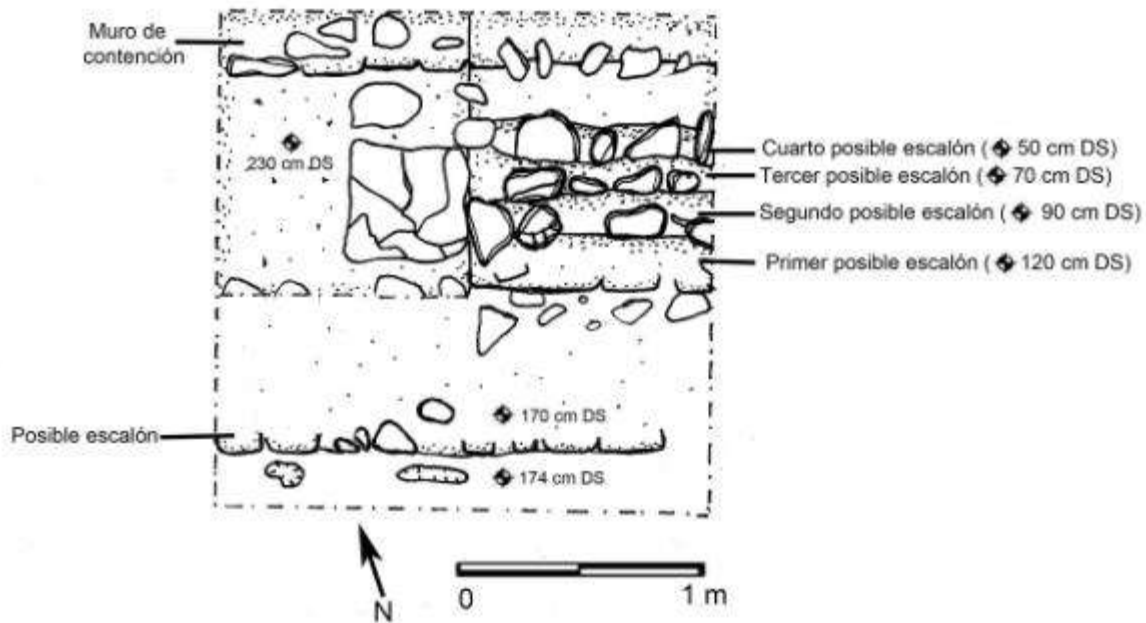 Muro de
contención
230 cm DS
Cuarto posible escalón ( 50 cm DS)
Tercer posible escalón ( 70 cm DS)
Segundo posible escalón ( 90 cm DS)
Primer posible escalón ( 120 cm DS)
170 cm DS
Posible escalón
174 cm DS
N
0
1 m